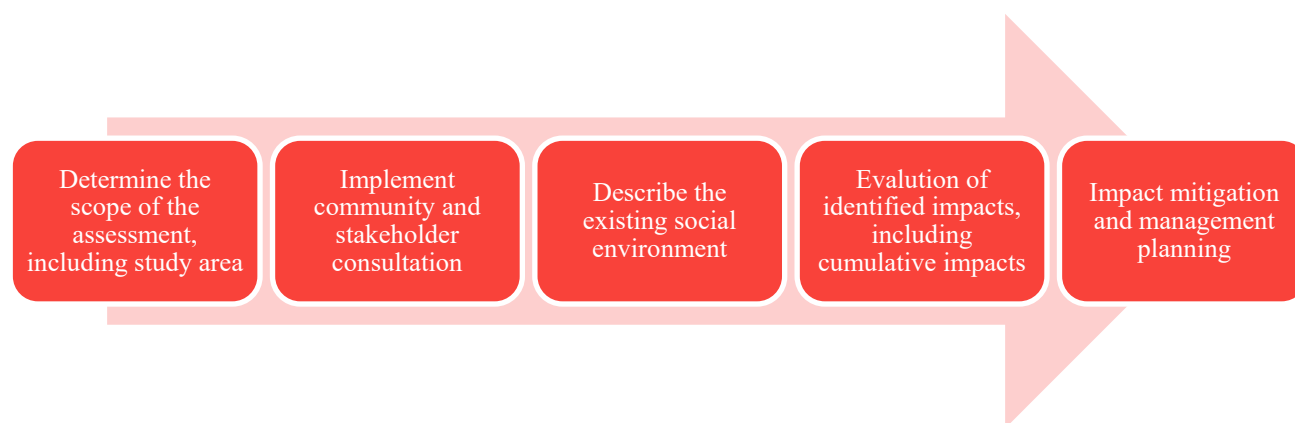 Determine the
scope of the
assessment,
including study area
Implement
community and
stakeholder
consultation
Describe the
existing social
environment
Evalution of
identified impacts,
including
cumulative impacts
Impact mitigation
and management
planning